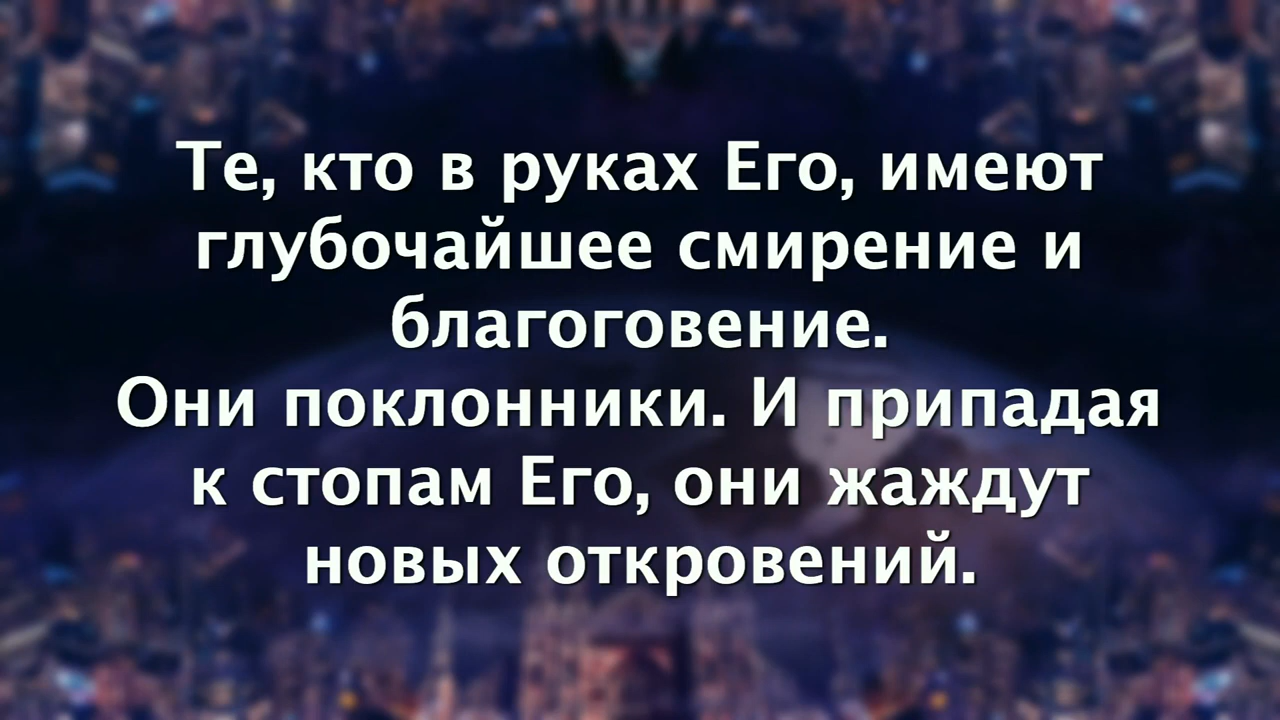 Те, кто в руках Его, имеют
глубочайшее смирение и
благоговение.
Они поклонники. И припадая
к стопам Его, они жаждут
новых откровений.